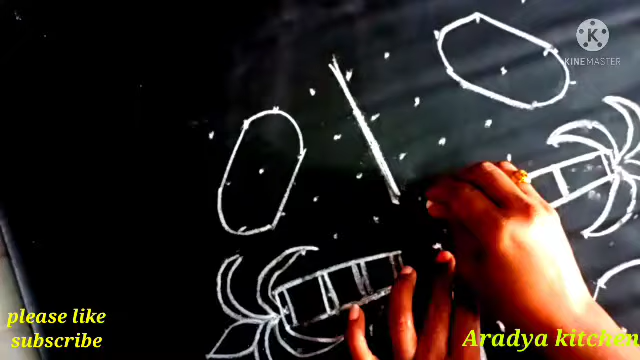 K
KINEMASTER
please like
subscribe
Aradya kitchen